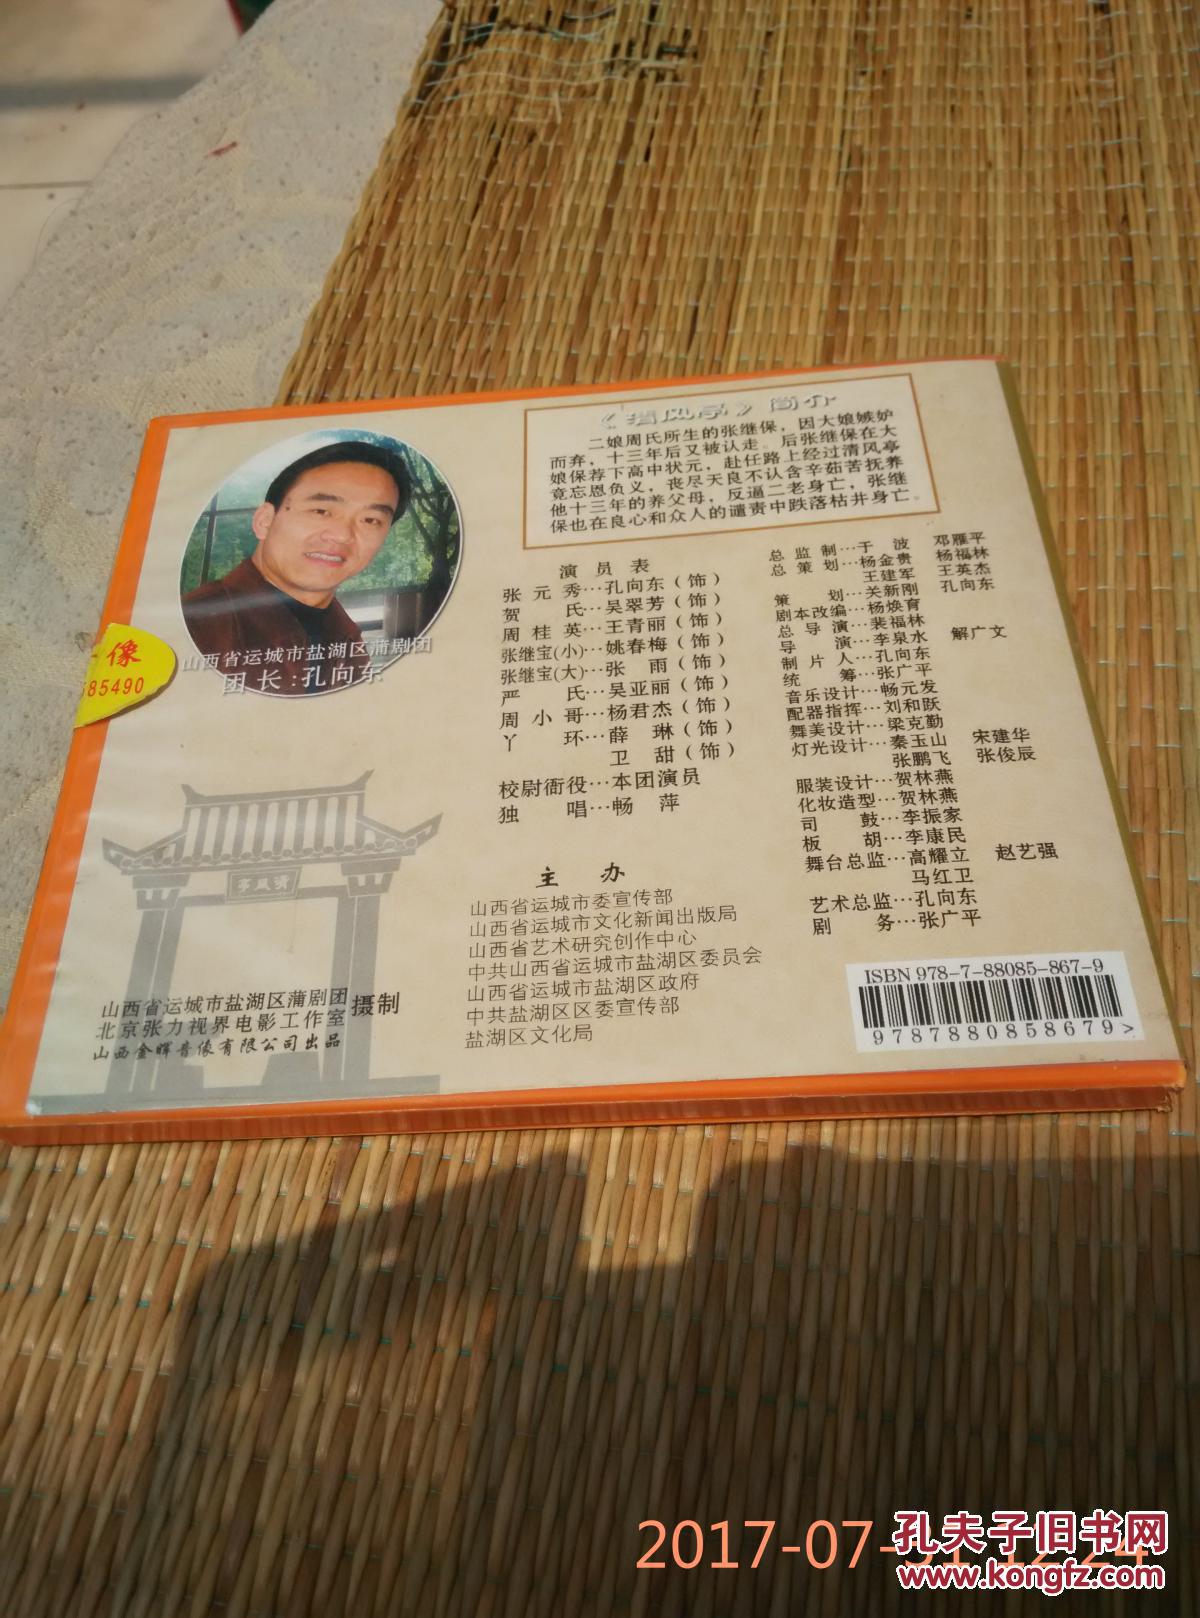 《清风亭》简介
二娘周氏所生的张继保，因大娘嫉妒
而弃，十三年后又被认走。后张继保在大
娘保荐下高中状元，赴任路上经过清风亭
竟忘恩负义，丧尽天良不认含辛茹苦抚养
他十三年的养父母，反逼二老身亡，张继
保也在良心和众人的谴责中跌落枯井身亡。
像
585490
山西省运城市盐湖区蒲剧团
团长:孔向东
演员表
张元秀…孔向东(饰)
贺氏…吴翠芳(饰)
周桂英…王青丽(饰)
张继宝(小)…姚春梅(饰)
张继宝(大)…张雨(饰)
严氏…吴亚丽(饰)
周小哥…杨君杰(饰)
丫环…薛琳(饰)
卫甜(饰)
校尉衙役…本团演员
独唱…畅萍
总监制…于波 邓雁平
总策划…杨金贵 杨福林
王建军 王英杰
策划…关新刚 孔向东
剧本改编…杨焕育
总导演…裴福林
导演…李泉水 解广文
制片人…孔向东
统筹…张广平
音乐设计…畅元发
配器指挥…刘和跃
舞美设计…梁克勤
灯光设计…秦玉山 宋建华
张鹏飞 张俊辰
服装设计…贺林燕
化妆造型…贺林燕
司鼓…李振家
板胡…李康民
舞台总监…高耀立 赵艺强
马红卫
艺术总监…孔向东
剧务…张广平
主办
山西省运城市委宣传部
山西省运城市文化新闻出版局
山西省艺术研究创作中心
中共山西省运城市盐湖区委员会
山西省运城市盐湖区政府
中共盐湖区区委宣传部
盐湖区文化局
亭风清
山西省运城市盐湖区蒲剧团
北京张力视界电影工作室
摄制
山西金晖音像有限公司出品
ISBN 978-7-88085-867-9
9787880858679>
2017-07-31 12:24
孔夫子旧书网
www.kongfz.com